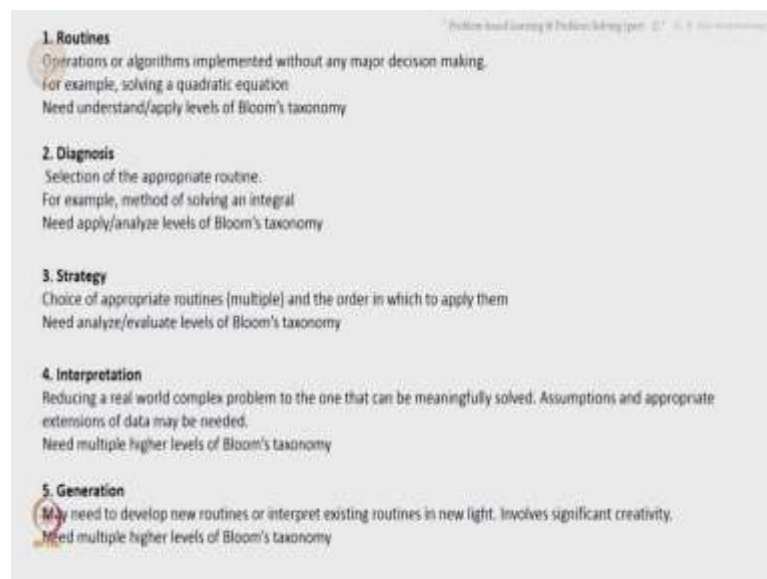 1. Routines
Operations or algorithms implemented without any major decision making.
For example, solving a quadratic equation
Need understand/apply levels of Bloom's taxonomy
2. Diagnosis
Selection of the appropriate routine.
For example, method of solving an integral
Need apply/analyze levels of Bloom's taxonomy
3. Strategy
Choice of appropriate routines (multiple) and the order in which to apply them
Need analyze/evaluate levels of Bloom's taxonomy
4. Interpretation
Reducing a real world complex problem to the one that can be meaningfully solved. Assumptions and appropriate
extensions of data may be needed.
Need multiple higher levels of Bloom's taxonomy
5. Generation
May need to develop new routines or interpret existing routines in new light. Involves significant creativity.
Need multiple higher levels of Bloom's taxonomy